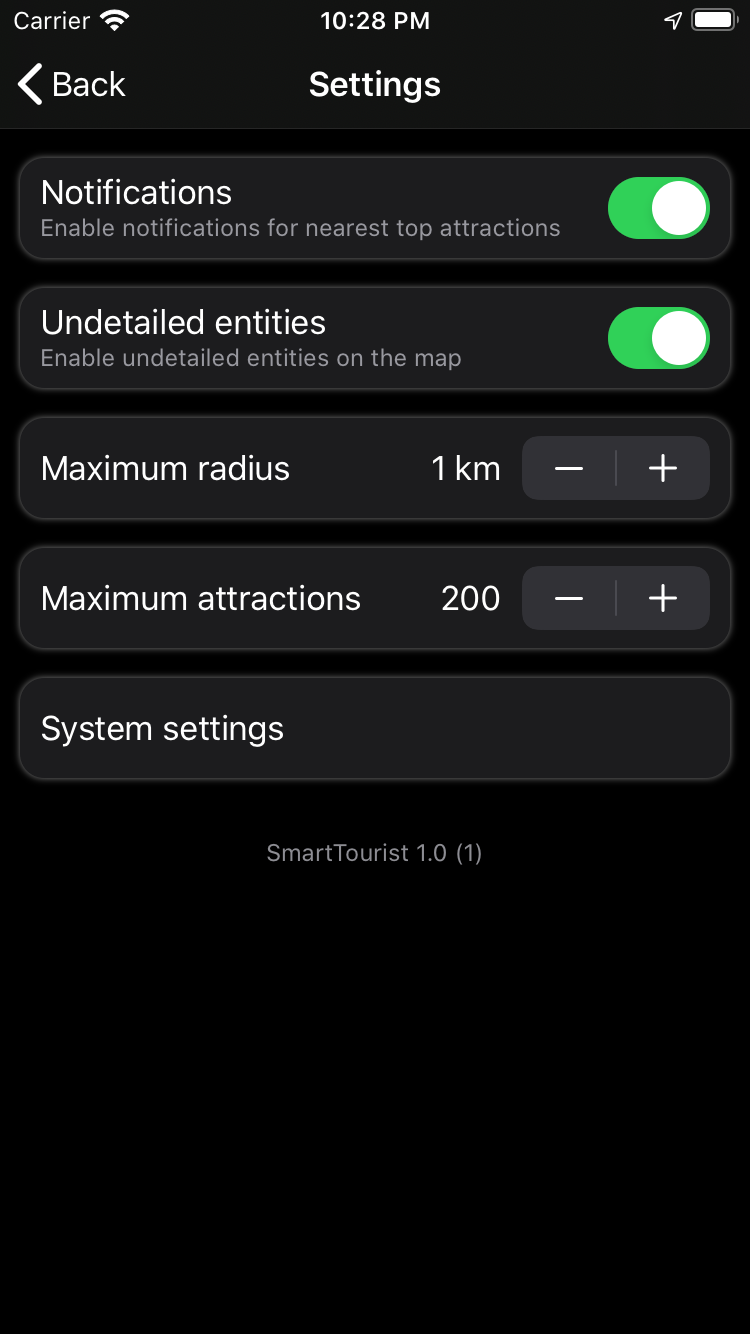 Carrier 10:28 PM
Back Settings
Notifications
Enable notifications for nearest top attractions
Undetailed entities
Enable undetailed entities on the map
Maximum radius 1 km − +
Maximum attractions 200 − +
System settings
SmartTourist 1.0 (1)